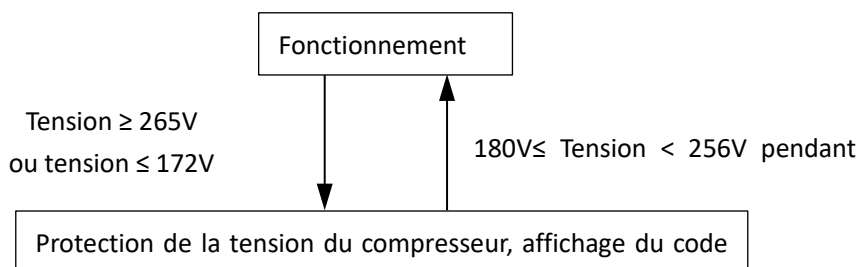 Fonctionnement
Tension ≥ 265V
ou tension ≤ 172V
180V≤ Tension < 256V pendant
Protection de la tension du compresseur, affichage du code